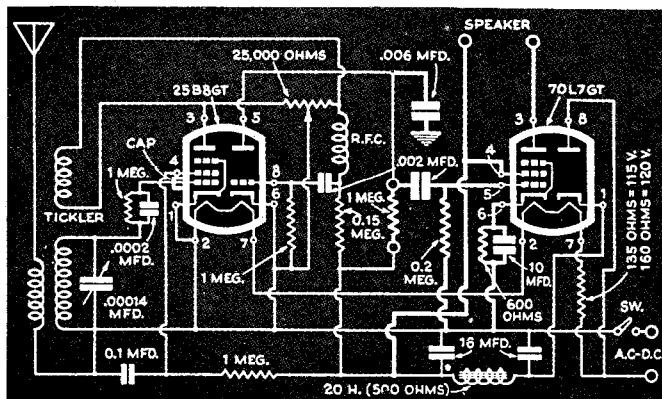 SPEAKER
25,000 OHMS
.006 MFD.
25B8GT
70L7GT
3
5
3
8
R.F.C.
CAP
4
1 MEG.
.002 MFD.
4
8
1 MEG.
5
6
0.15 MEG.
6
1
1
TICKLER
2
7
2
7
.0002 MFD.
1 MEG.
0.2 MEG.
10 MFD.
600 OHMS
135 OHMS = 115 V.
160 OHMS = 120 V.
.00014 MFD.
SW.
0.1 MFD.
1 MEG.
16 MFD.
A.C-D.C.
20 H. (500 OHMS)